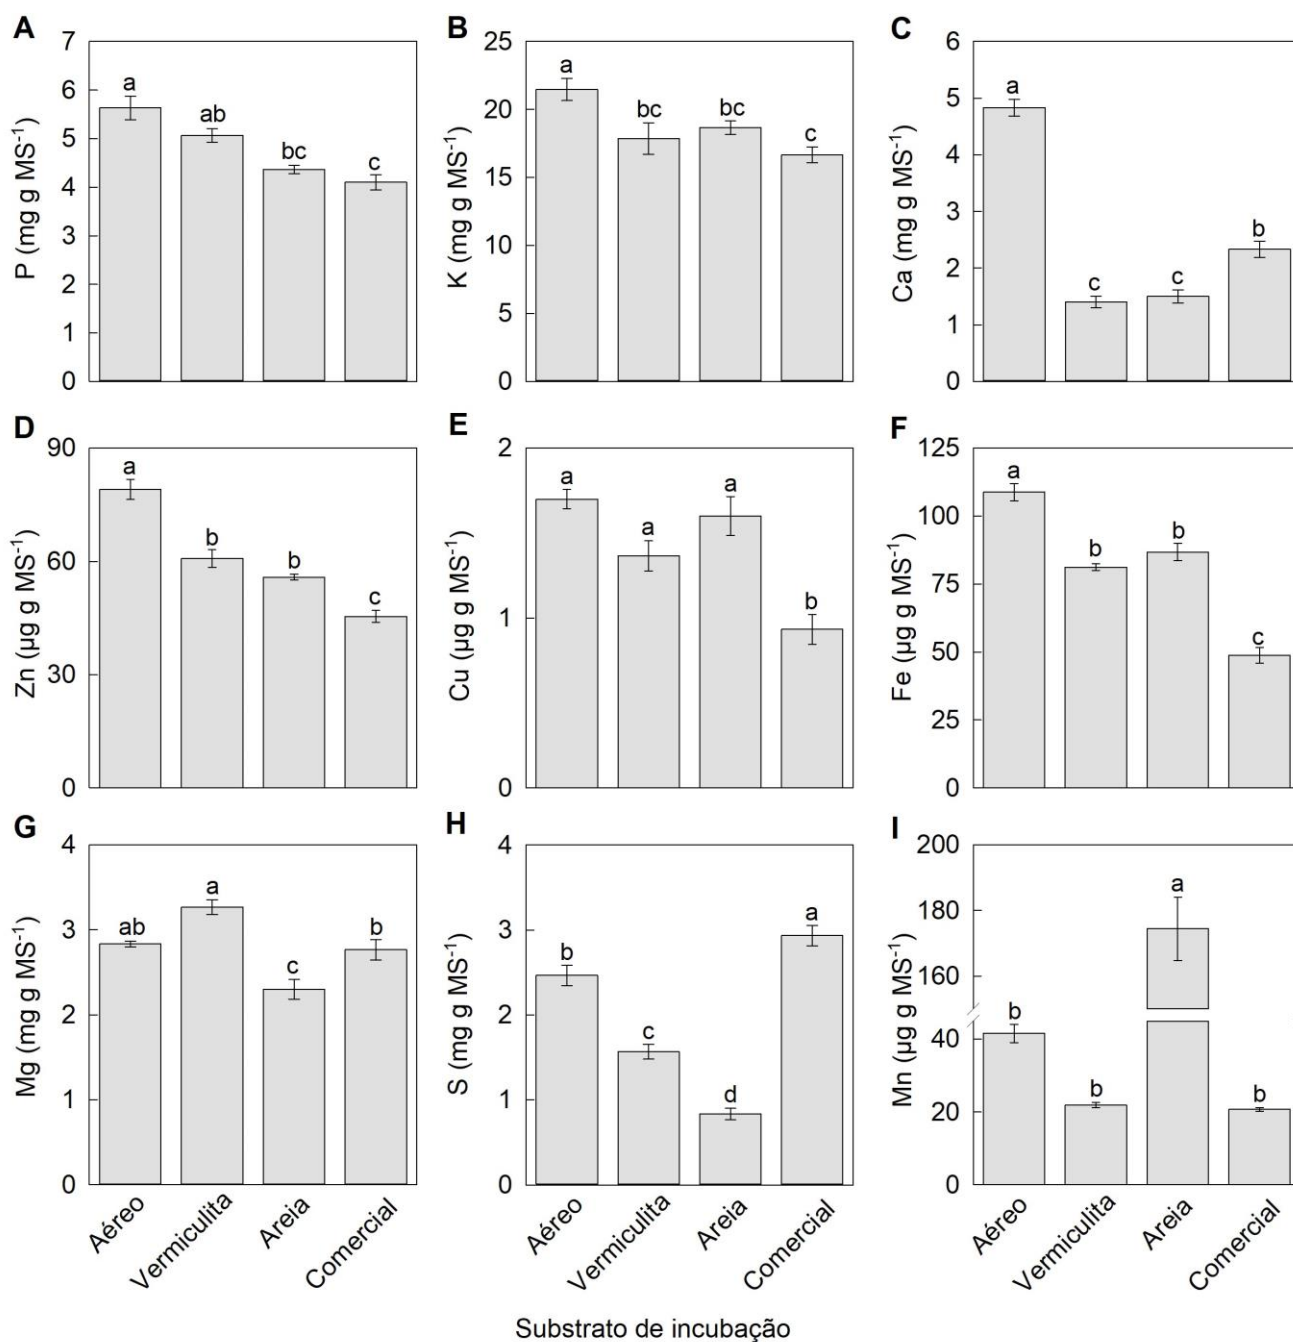 A
P (mg g MS⁻¹)
7
6
5
4
3
2
1
0
a
ab
bc
c
B
K (mg g MS⁻¹)
25
20
15
10
5
0
a
bc
bc
c
C
Ca (mg g MS⁻¹)
6
5
4
3
2
1
0
a
c
c
b
D
Zn (µg g MS⁻¹)
90
60
30
0
a
b
b
c
E
Cu (µg g MS⁻¹)
2
1
0
a
a
a
b
F
Fe (µg g MS⁻¹)
125
100
75
50
25
0
a
b
b
c
G
Mg (mg g MS⁻¹)
4
3
2
1
0
ab
a
c
b
Aéreo
Vermiculita
Areia
Comercial
H
S (mg g MS⁻¹)
4
3
2
1
0
b
c
d
a
Aéreo
Vermiculita
Areia
Comercial
I
Mn (µg g MS⁻¹)
200
180
160
40
20
0
b
b
a
b
Aéreo
Vermiculita
Areia
Comercial
Substrato de incubação